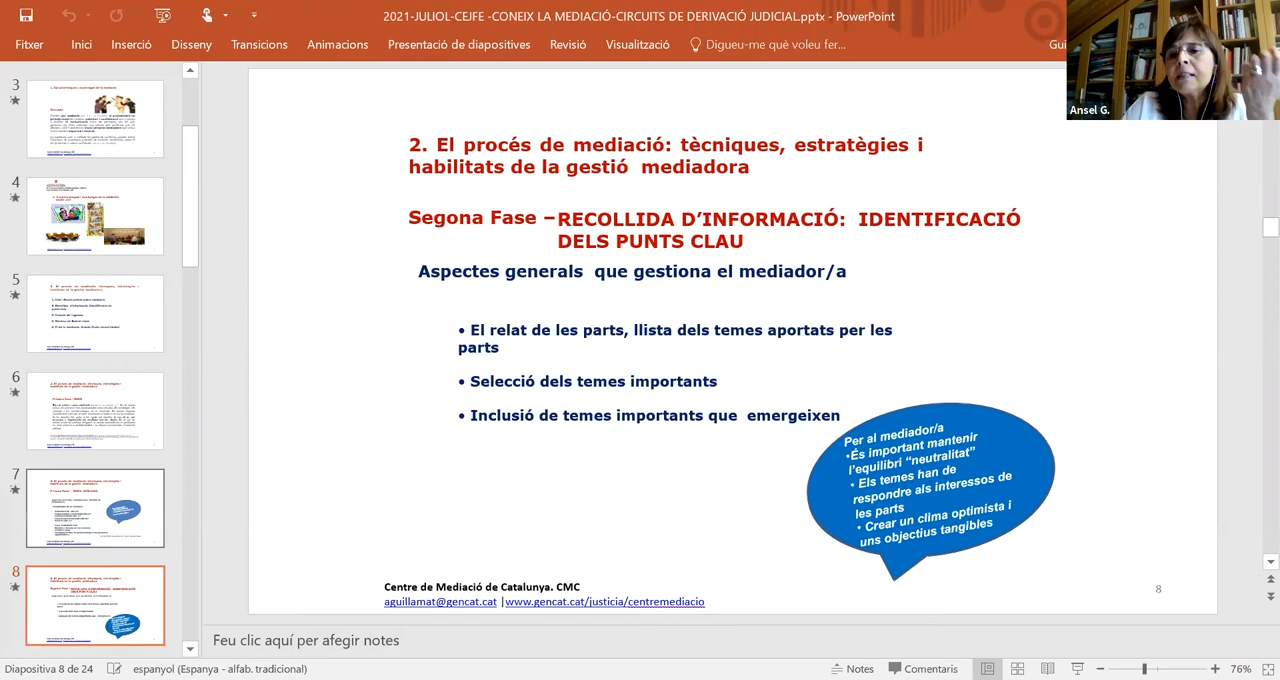 2021-JULIOL-CEJFE -CONEIX LA MEDIACIÓ-CIRCUITS DE DERIVACIÓ JUDICIAL.pptx - PowerPoint
Fitxer Inici Inserció Disseny Transicions Animacions Presentació de diapositives Revisió Visualització Digueu-me què voleu fer...
Ansel G.
3
4
5
6
7
8
2. El procés de mediació: tècniques, estratègies i
habilitats de la gestió mediadora
Segona Fase – RECOLLIDA D’INFORMACIÓ: IDENTIFICACIÓ
DELS PUNTS CLAU
Aspectes generals que gestiona el mediador/a
• El relat de les parts, llista dels temes aportats per les
parts
• Selecció dels temes importants
• Inclusió de temes importants que emergeixen
Per al mediador/a
•És important mantenir
l’equilibri “neutralitat”
• Els temes han de
respondre als interessos de
les parts
• Crear un clima optimista i
uns objectius tangibles
Centre de Mediació de Catalunya. CMC
aguillamat@gencat.cat |www.gencat.cat/justicia/centremediacio
8
Feu clic aquí per afegir notes
Diapositiva 8 de 24 espanyol (Espanya - alfab. tradicional) Notes Comentaris 76%